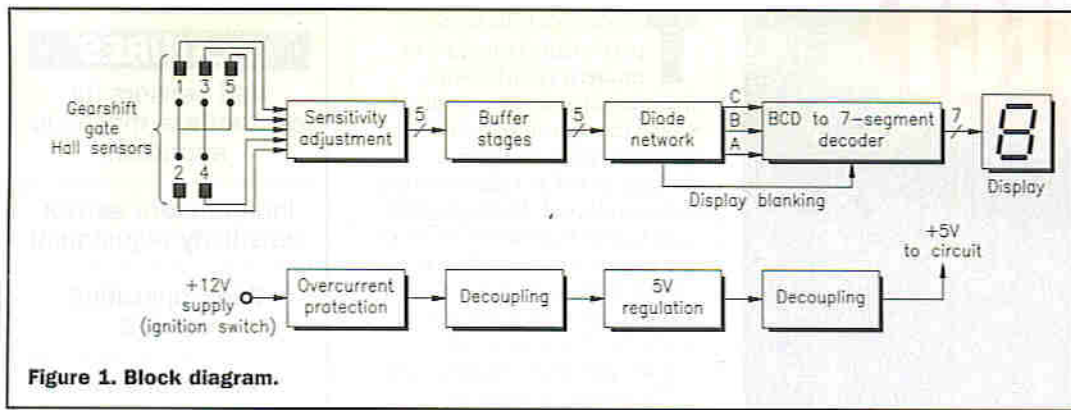 1 3 5
Gearshift
gate
Hall sensors
2 4
Sensitivity
adjustment
5
Buffer
stages
5
Diode
network
C
B
A
BCD to 7-segment
decoder
7
Display
Display blanking
+12V
supply
(ignition switch)
Overcurrent
protection
Decoupling
5V
regulation
Decoupling
+5V
to circuit
Figure 1. Block diagram.